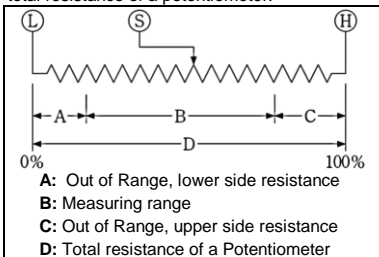 total resistance of a potentiometer.
L S H
A B C
D
0% 100%
A: Out of Range, lower side resistance
B: Measuring range
C: Out of Range, upper side resistance
D: Total resistance of a Potentiometer